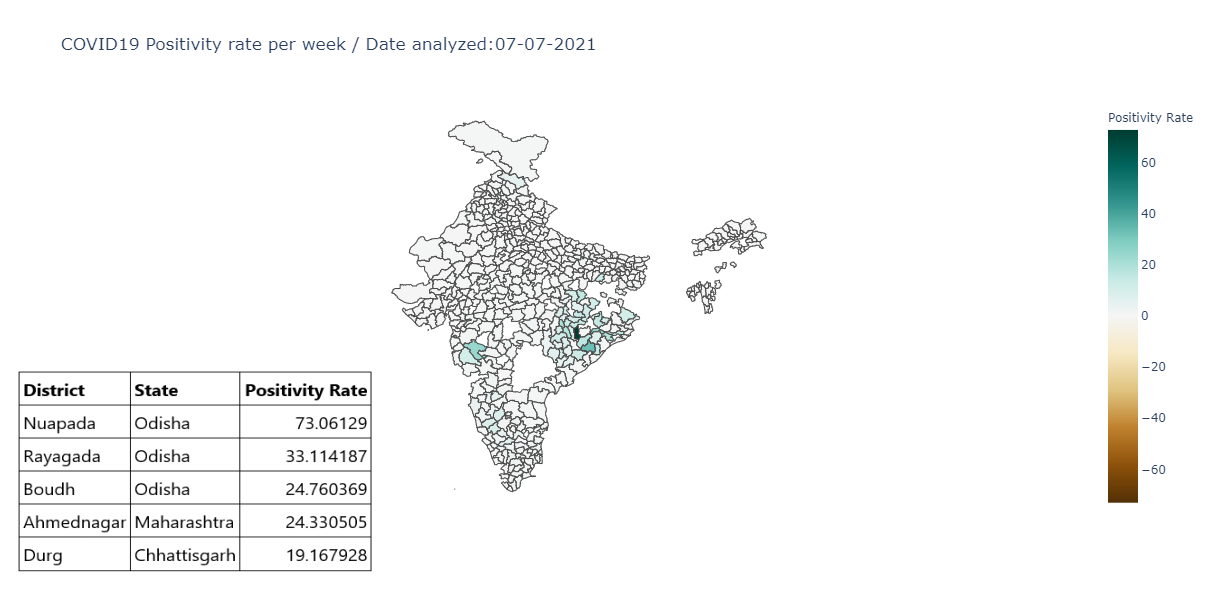 COVID19 Positivity rate per week / Date analyzed:07-07-2021
Positivity Rate
60
40
20
0
−20
−40
−60
District State Positivity Rate
Nuapada Odisha 73.06129
Rayagada Odisha 33.114187
Boudh Odisha 24.760369
Ahmednagar Maharashtra 24.330505
Durg Chhattisgarh 19.167928